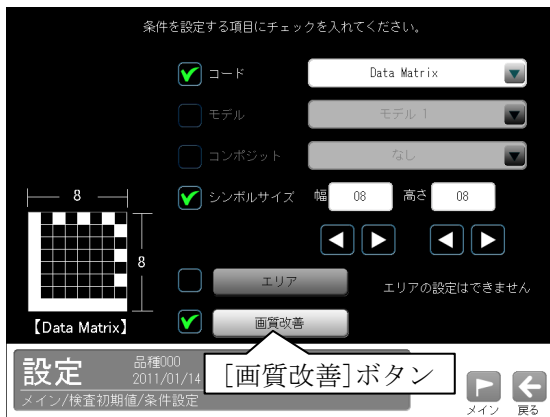 条件を設定する項目にチェックを入れてください。
コード
Data Matrix
モデル
モデル 1
コンポジット
なし
シンボルサイズ 幅 08 高さ 08
8
8
【Data Matrix】
エリア
エリアの設定はできません
画質改善
設定
品種000
2011/01/14
メイン/検査初期値/条件設定
[画質改善]ボタン
メイン
戻る